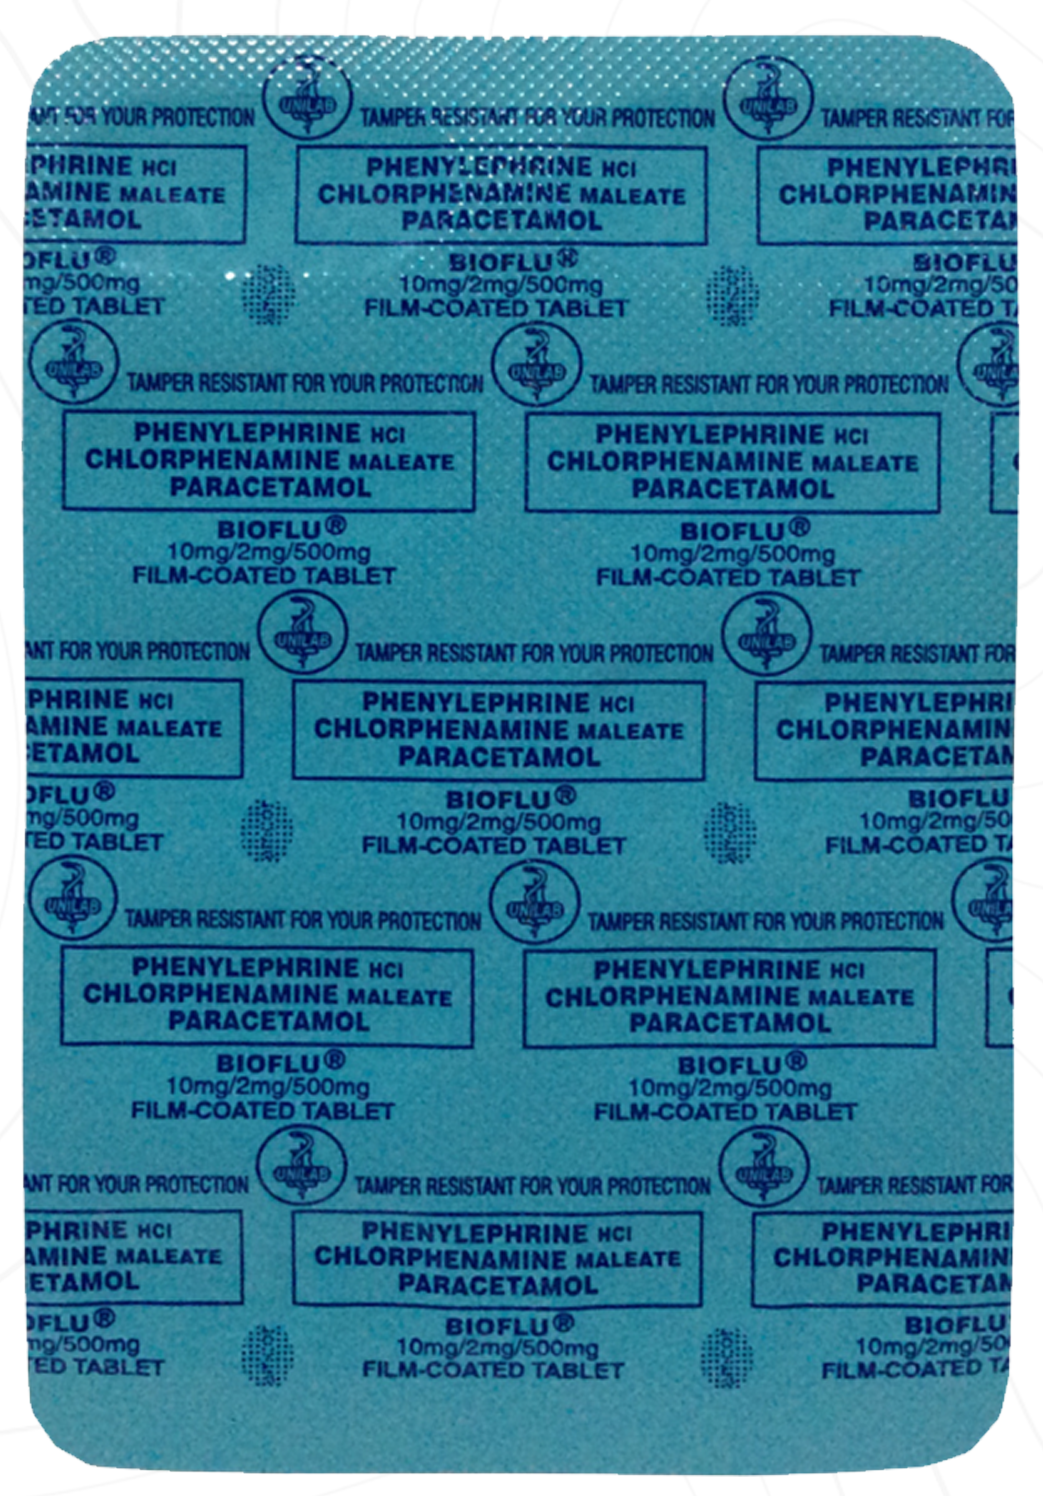 ANT FOR YOUR PROTECTION UNILAB TAMPER RESISTANT FOR YOUR PROTECTION UNILAB TAMPER RESISTANT FOR
PHRINE HCl PHENYLEPHRINE HCl PHENYLEPHRI
AMINE MALEATE CHLORPHENAMINE MALEATE CHLORPHENAMIN
ETAMOL PARACETAMOL PARACETAM
OFLU® BIOFLU® BIOFLU
mg/500mg 10mg/2mg/500mg 10mg/2mg/50
TED TABLET FILM-COATED TABLET FILM-COATED TA
UNILAB TAMPER RESISTANT FOR YOUR PROTECTION UNILAB TAMPER RESISTANT FOR YOUR PROTECTION UNILAB
PHENYLEPHRINE HCl PHENYLEPHRINE HCl
CHLORPHENAMINE MALEATE CHLORPHENAMINE MALEATE
PARACETAMOL PARACETAMOL
BIOFLU® BIOFLU®
10mg/2mg/500mg 10mg/2mg/500mg
FILM-COATED TABLET FILM-COATED TABLET
ANT FOR YOUR PROTECTION UNILAB TAMPER RESISTANT FOR YOUR PROTECTION UNILAB TAMPER RESISTANT FOR
PHRINE HCl PHENYLEPHRINE HCl PHENYLEPHRI
AMINE MALEATE CHLORPHENAMINE MALEATE CHLORPHENAMIN
ETAMOL PARACETAMOL PARACETAM
OFLU® BIOFLU® BIOFLU
mg/500mg 10mg/2mg/500mg 10mg/2mg/50
TED TABLET FILM-COATED TABLET FILM-COATED TA
UNILAB TAMPER RESISTANT FOR YOUR PROTECTION UNILAB TAMPER RESISTANT FOR YOUR PROTECTION UNILAB
PHENYLEPHRINE HCl PHENYLEPHRINE HCl
CHLORPHENAMINE MALEATE CHLORPHENAMINE MALEATE
PARACETAMOL PARACETAMOL
BIOFLU® BIOFLU®
10mg/2mg/500mg 10mg/2mg/500mg
FILM-COATED TABLET FILM-COATED TABLET
ANT FOR YOUR PROTECTION UNILAB TAMPER RESISTANT FOR YOUR PROTECTION UNILAB TAMPER RESISTANT FOR
PHRINE HCl PHENYLEPHRINE HCl PHENYLEPHRI
AMINE MALEATE CHLORPHENAMINE MALEATE CHLORPHENAMIN
ETAMOL PARACETAMOL PARACETAM
OFLU® BIOFLU® BIOFLU
mg/500mg 10mg/2mg/500mg 10mg/2mg/50
ED TABLET FILM-COATED TABLET FILM-COATED TA